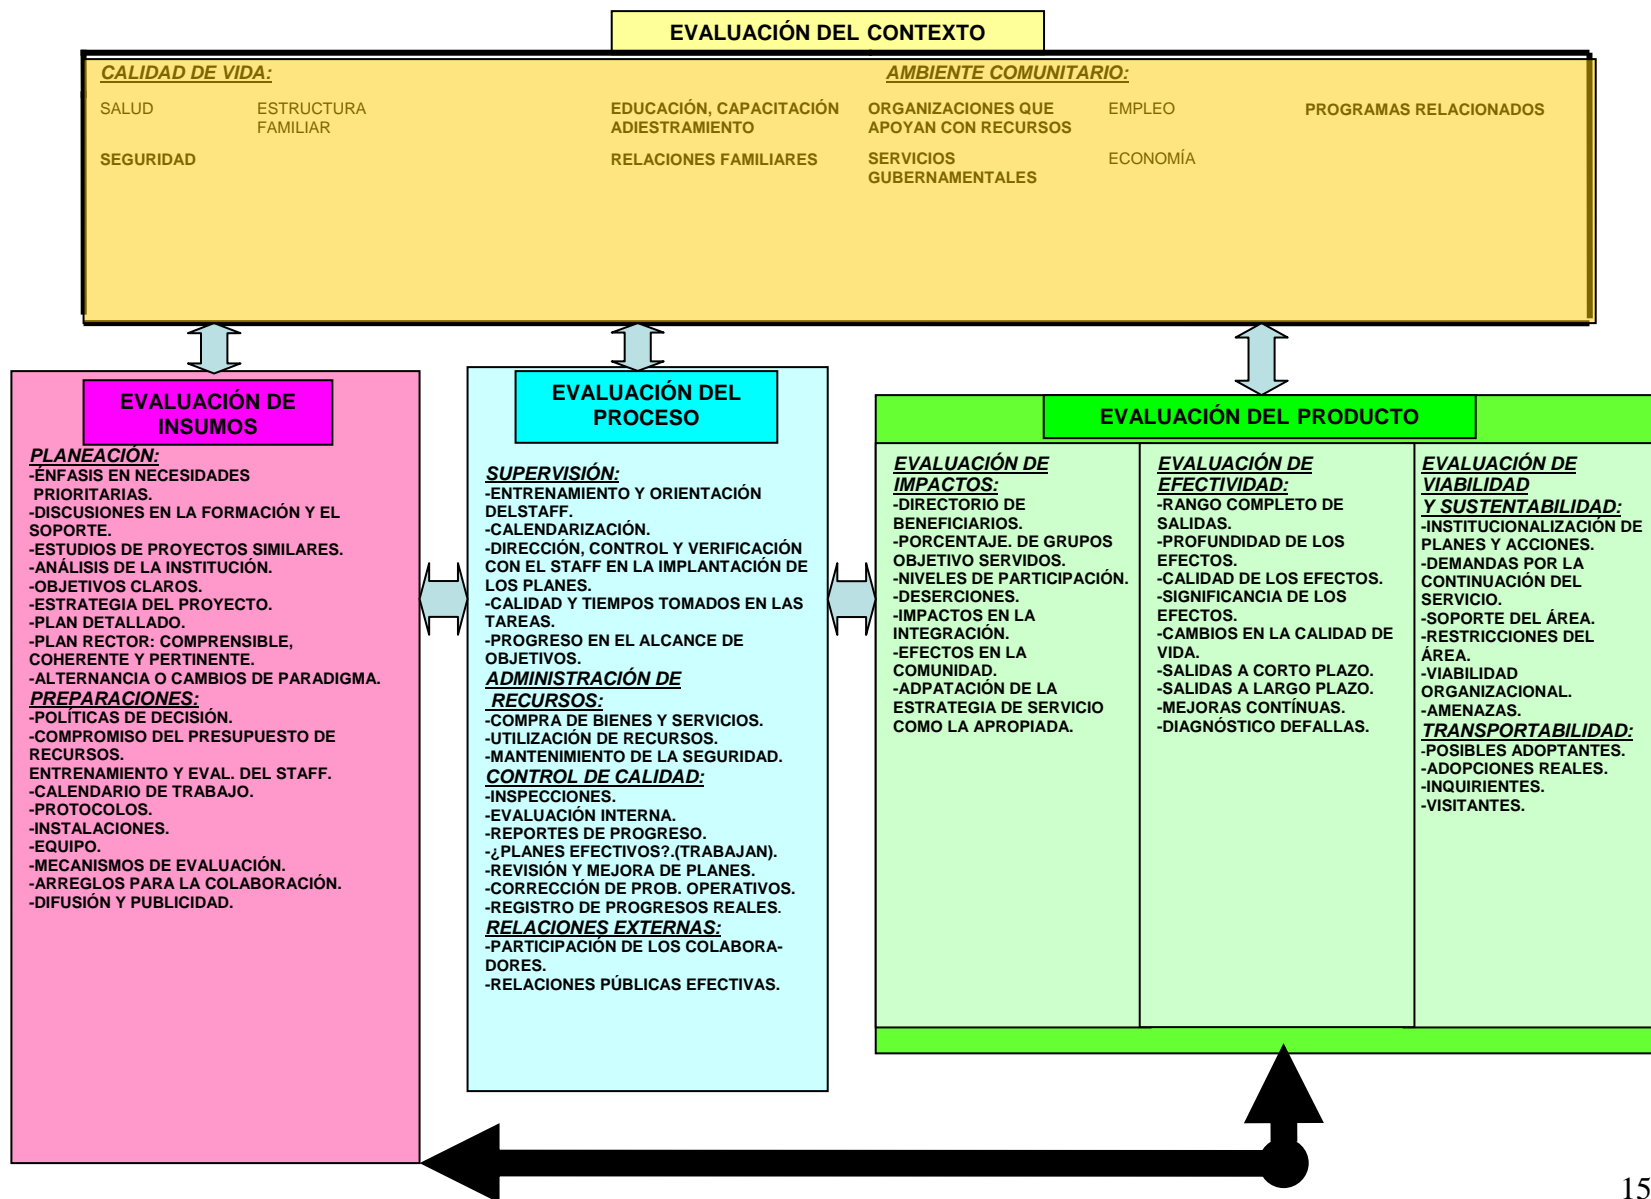 EVALUACIÓN DEL CONTEXTO
CALIDAD DE VIDA:
SALUD
ESTRUCTURA
FAMILIAR
SEGURIDAD
EDUCACIÓN, CAPACITACIÓN
ADIESTRAMIENTO
RELACIONES FAMILIARES
AMBIENTE COMUNITARIO:
ORGANIZACIONES QUE
APOYAN CON RECURSOS
EMPLEO
PROGRAMAS RELACIONADOS
SERVICIOS
GUBERNAMENTALES
ECONOMÍA
EVALUACIÓN DE
INSUMOS
PLANEACIÓN:
-ÉNFASIS EN NECESIDADES
PRIORITARIAS.
-DISCUSIONES EN LA FORMACIÓN Y EL
SOPORTE.
-ESTUDIOS DE PROYECTOS SIMILARES.
-ANÁLISIS DE LA INSTITUCIÓN.
-OBJETIVOS CLAROS.
-ESTRATEGIA DEL PROYECTO.
-PLAN DETALLADO.
-PLAN RECTOR: COMPRENSIBLE,
COHERENTE Y PERTINENTE.
-ALTERNANCIA O CAMBIOS DE PARADIGMA.
PREPARACIONES:
-POLÍTICAS DE DECISIÓN.
-COMPROMISO DEL PRESUPUESTO DE
RECURSOS.
ENTRENAMIENTO Y EVAL. DEL STAFF.
-CALENDARIO DE TRABAJO.
-PROTOCOLOS.
-INSTALACIONES.
-EQUIPO.
-MECANISMOS DE EVALUACIÓN.
-ARREGLOS PARA LA COLABORACIÓN.
-DIFUSIÓN Y PUBLICIDAD.
EVALUACIÓN DEL
PROCESO
SUPERVISIÓN:
-ENTRENAMIENTO Y ORIENTACIÓN
DELSTAFF.
-CALENDARIZACIÓN.
-DIRECCIÓN, CONTROL Y VERIFICACIÓN
CON EL STAFF EN LA IMPLANTACIÓN DE
LOS PLANES.
-CALIDAD Y TIEMPOS TOMADOS EN LAS
TAREAS.
-PROGRESO EN EL ALCANCE DE
OBJETIVOS.
ADMINISTRACIÓN DE
RECURSOS:
-COMPRA DE BIENES Y SERVICIOS.
-UTILIZACIÓN DE RECURSOS.
-MANTENIMIENTO DE LA SEGURIDAD.
CONTROL DE CALIDAD:
-INSPECCIONES.
-EVALUACIÓN INTERNA.
-REPORTES DE PROGRESO.
-¿PLANES EFECTIVOS?.(TRABAJAN).
-REVISIÓN Y MEJORA DE PLANES.
-CORRECCIÓN DE PROB. OPERATIVOS.
-REGISTRO DE PROGRESOS REALES.
RELACIONES EXTERNAS:
-PARTICIPACIÓN DE LOS COLABORA-
DORES.
-RELACIONES PÚBLICAS EFECTIVAS.
EVALUACIÓN DEL PRODUCTO
EVALUACIÓN DE
IMPACTOS:
-DIRECTORIO DE
BENEFICIARIOS.
-PORCENTAJE. DE GRUPOS
OBJETIVO SERVIDOS.
-NIVELES DE PARTICIPACIÓN.
-DESERCIONES.
-IMPACTOS EN LA
INTEGRACIÓN.
-EFECTOS EN LA
COMUNIDAD.
-ADPATACIÓN DE LA
ESTRATEGIA DE SERVICIO
COMO LA APROPIADA.
EVALUACIÓN DE
EFECTIVIDAD:
-RANGO COMPLETO DE
SALIDAS.
-PROFUNDIDAD DE LOS
EFECTOS.
-CALIDAD DE LOS EFECTOS.
-SIGNIFICANCIA DE LOS
EFECTOS.
-CAMBIOS EN LA CALIDAD DE
VIDA.
-SALIDAS A CORTO PLAZO.
-SALIDAS A LARGO PLAZO.
-MEJORAS CONTÍNUAS.
-DIAGNÓSTICO DEFALLAS.
EVALUACIÓN DE
VIABILIDAD
Y SUSTENTABILIDAD:
-INSTITUCIONALIZACIÓN DE
PLANES Y ACCIONES.
-DEMANDAS POR LA
CONTINUACIÓN DEL
SERVICIO.
-SOPORTE DEL ÁREA.
-RESTRICCIONES DEL
ÁREA.
-VIABILIDAD
ORGANIZACIONAL.
-AMENAZAS.
TRANSPORTABILIDAD:
-POSIBLES ADOPTANTES.
-ADOPCIONES REALES.
-INQUIRIENTES.
-VISITANTES.
15